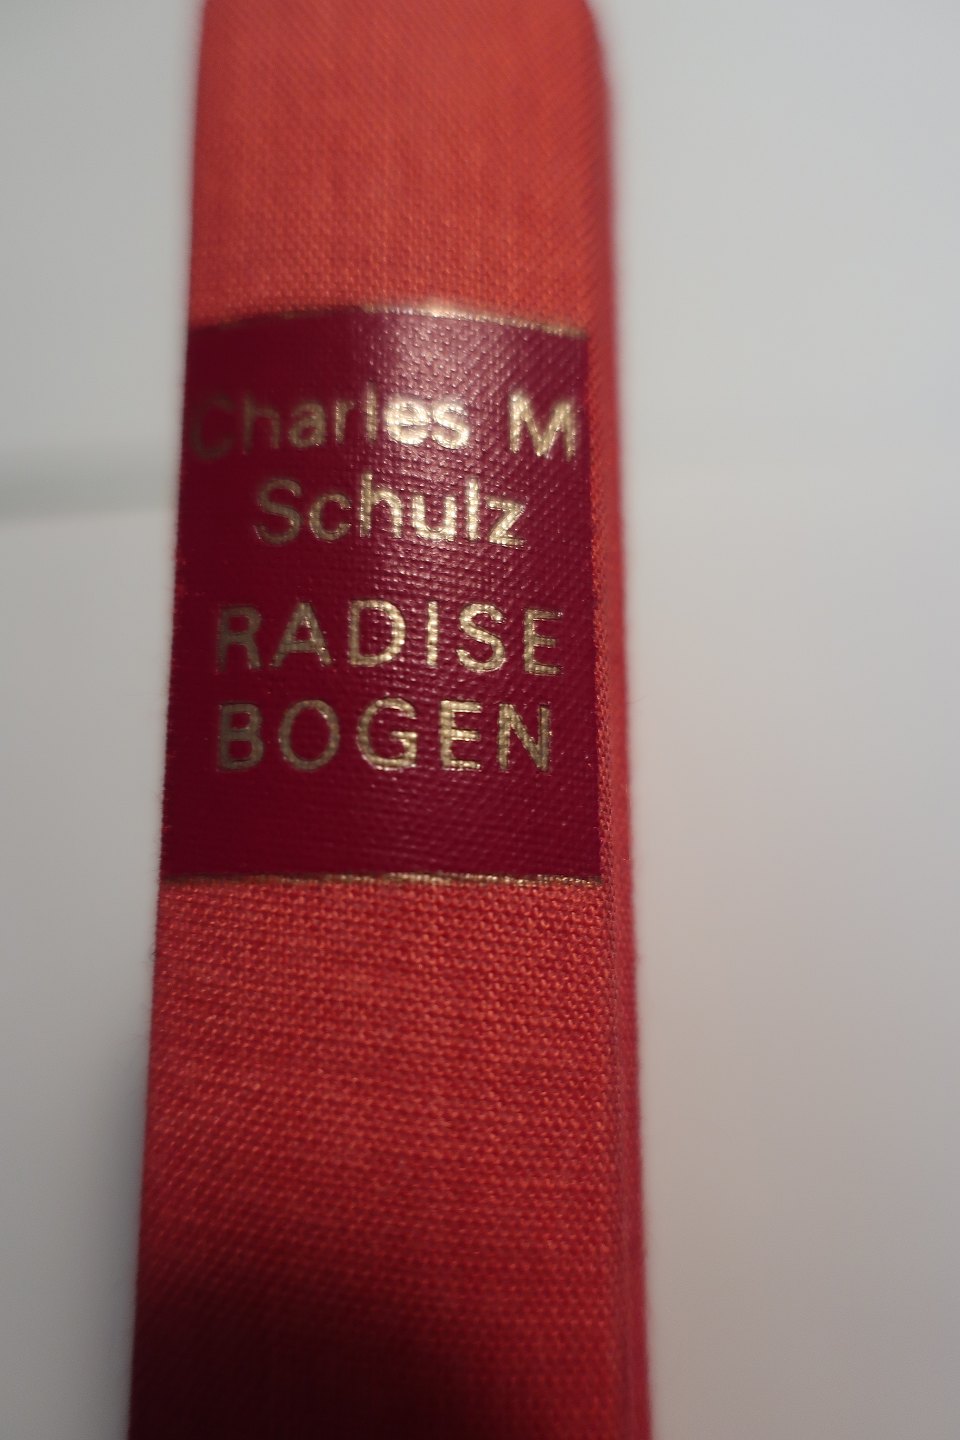 Charles M
Schulz
RADISE
BOGEN